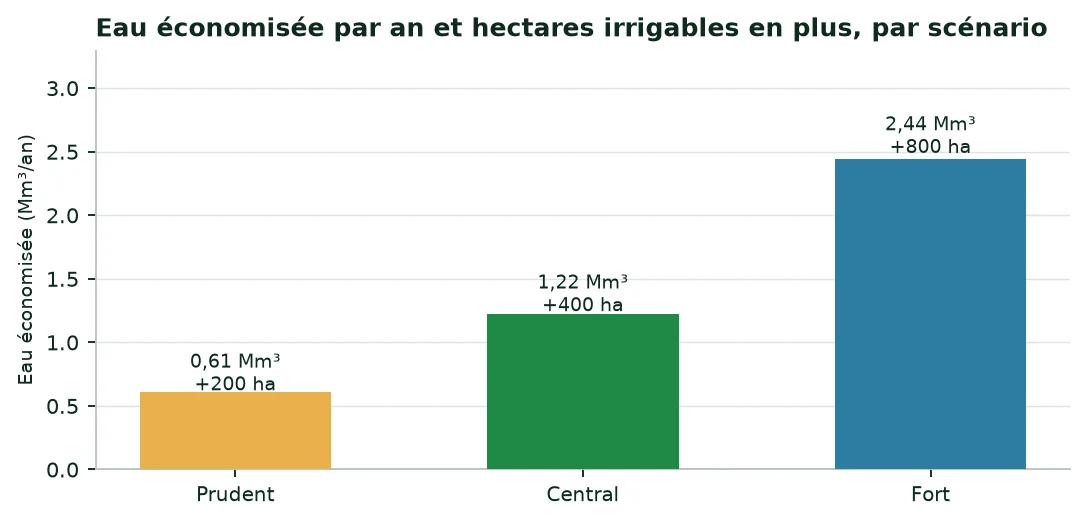 Eau économisée par an et hectares irrigables en plus, par scénario
Eau économisée (Mm³/an)
3.0
2.5
2.0
1.5
1.0
0.5
0.0
2,44 Mm³
+800 ha
1,22 Mm³
+400 ha
0,61 Mm³
+200 ha
Prudent
Central
Fort